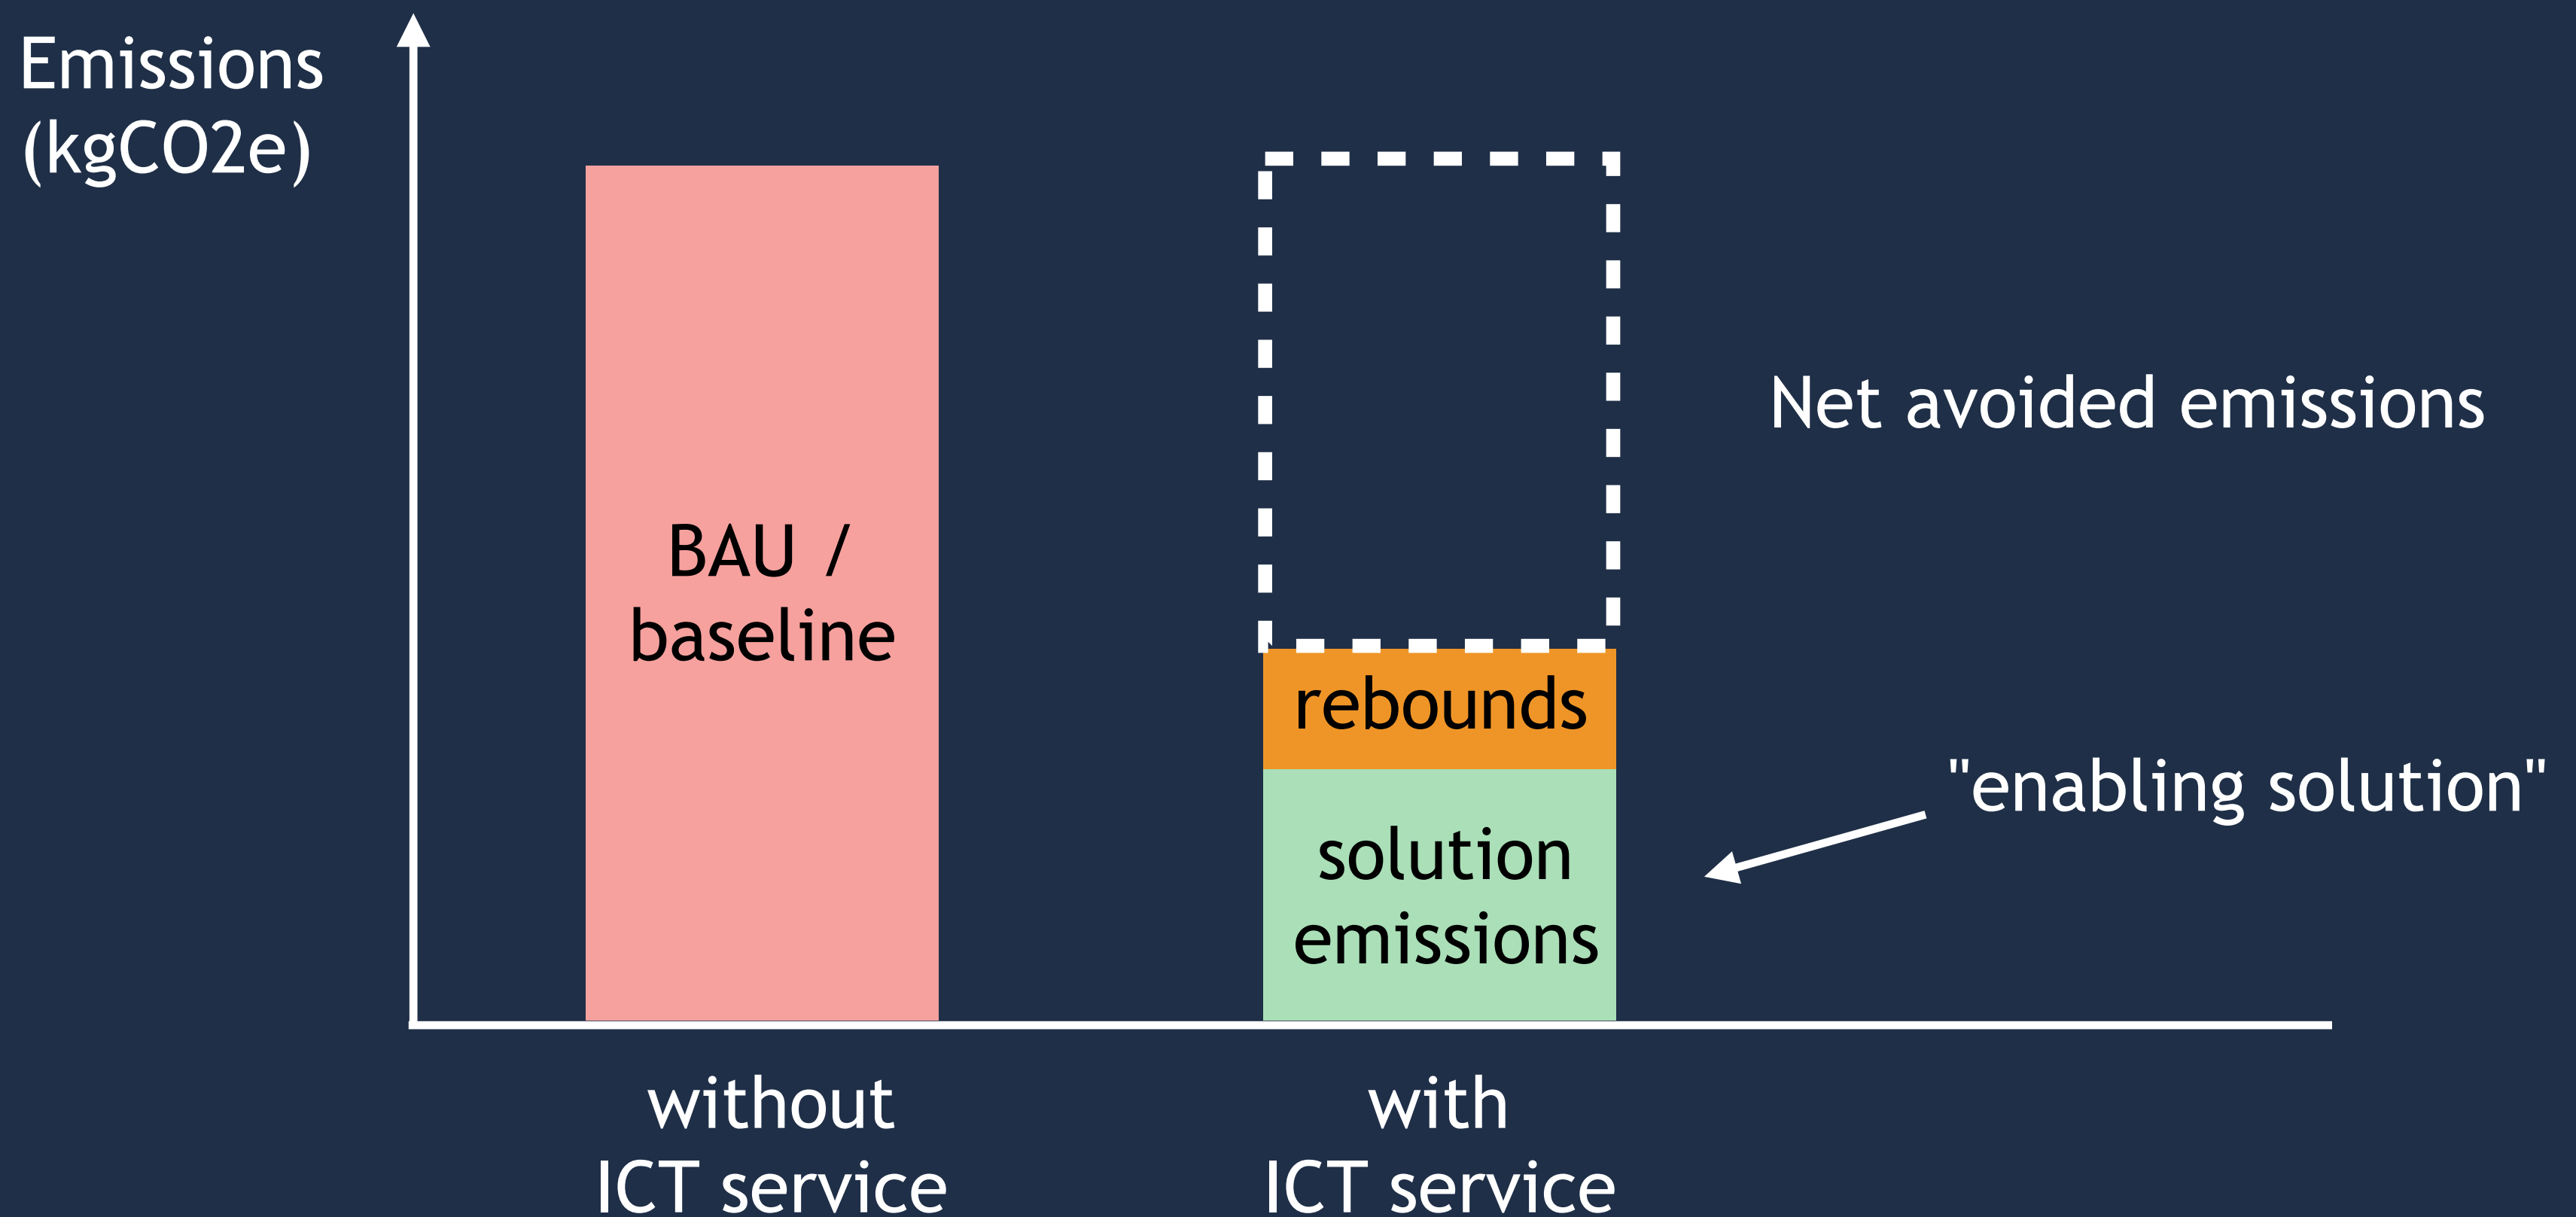 Emissions
(kgCO2e)
BAU /
baseline
Net avoided emissions
rebounds
"enabling solution"
solution
emissions
without
ICT service
with
ICT service